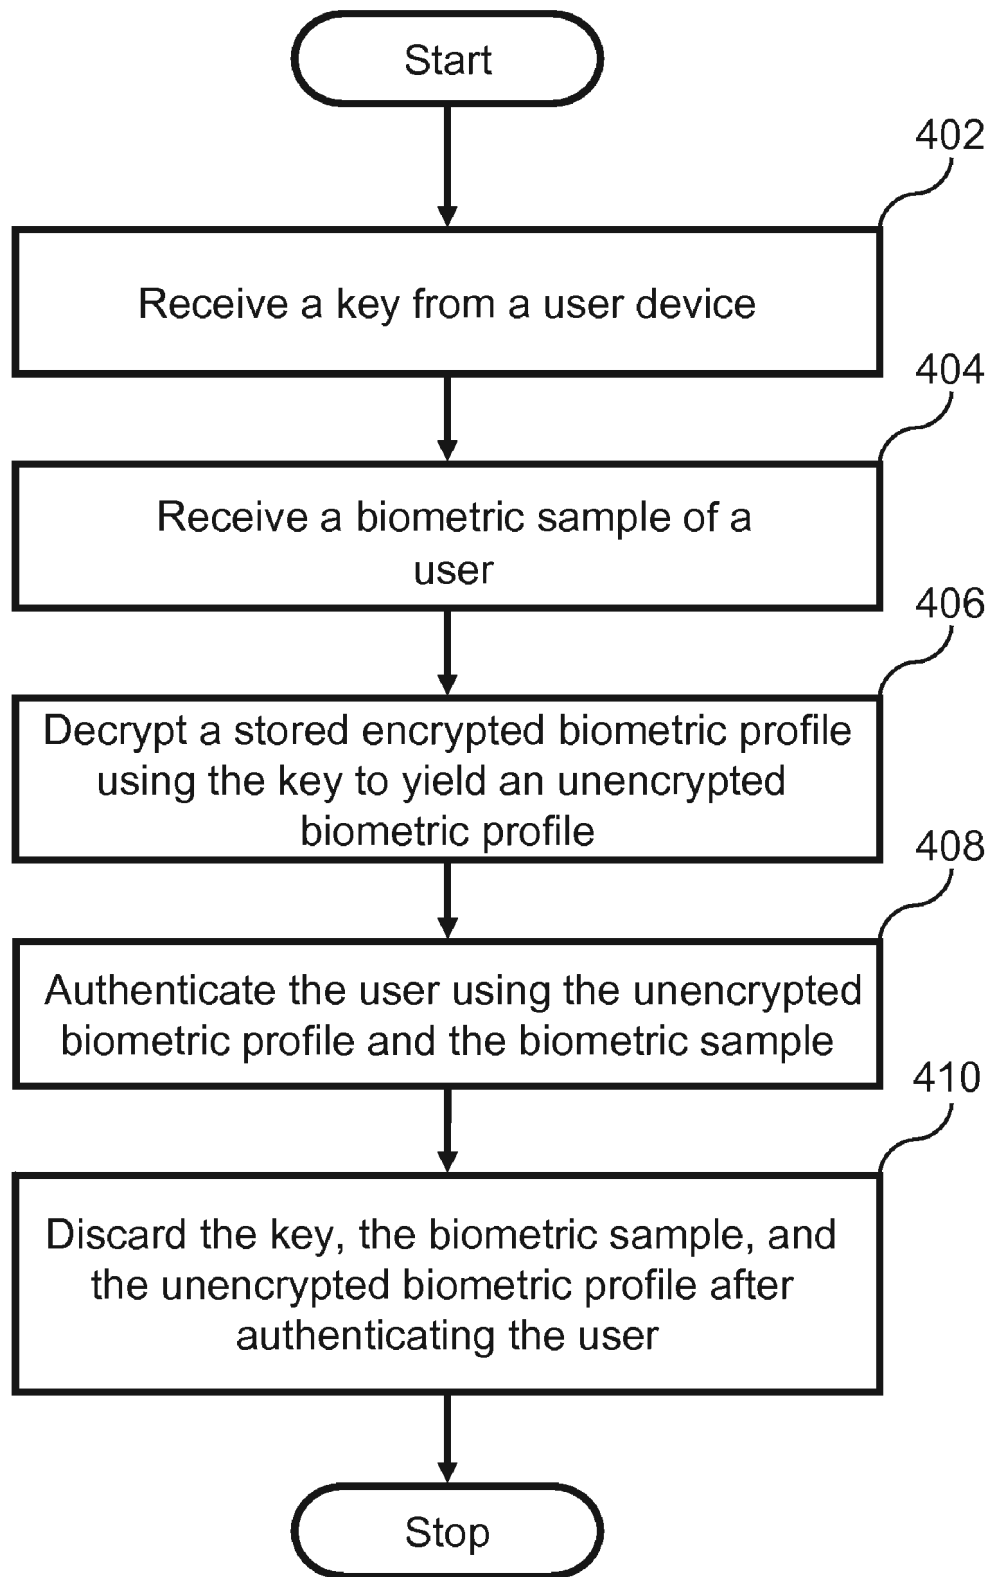 Start
402
Receive a key from a user device
404
Receive a biometric sample of a
user
406
Decrypt a stored encrypted biometric profile
using the key to yield an unencrypted
biometric profile
408
Authenticate the user using the unencrypted
biometric profile and the biometric sample
410
Discard the key, the biometric sample, and
the unencrypted biometric profile after
authenticating the user
Stop